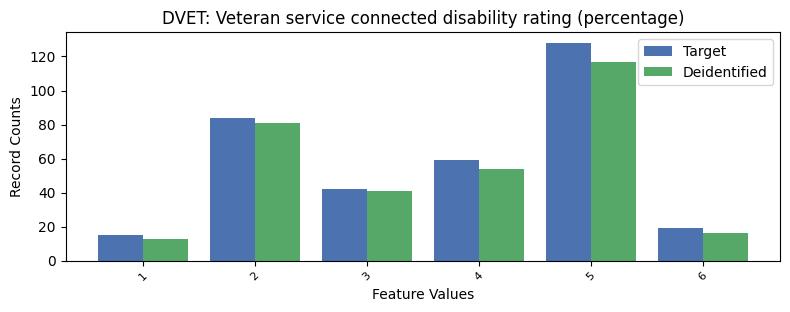 DVET: Veteran service connected disability rating (percentage)
Target
Deidentified
Record Counts
120
100
80
60
40
20
0
1 2 3 4 5 6
Feature Values